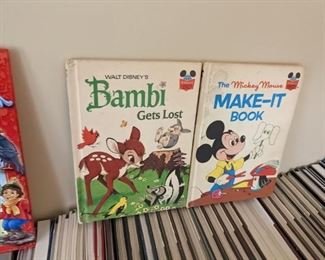 WALT DISNEY'S
Bambi
Gets Lost
The Mickey Mouse
MAKE-IT
BOOK